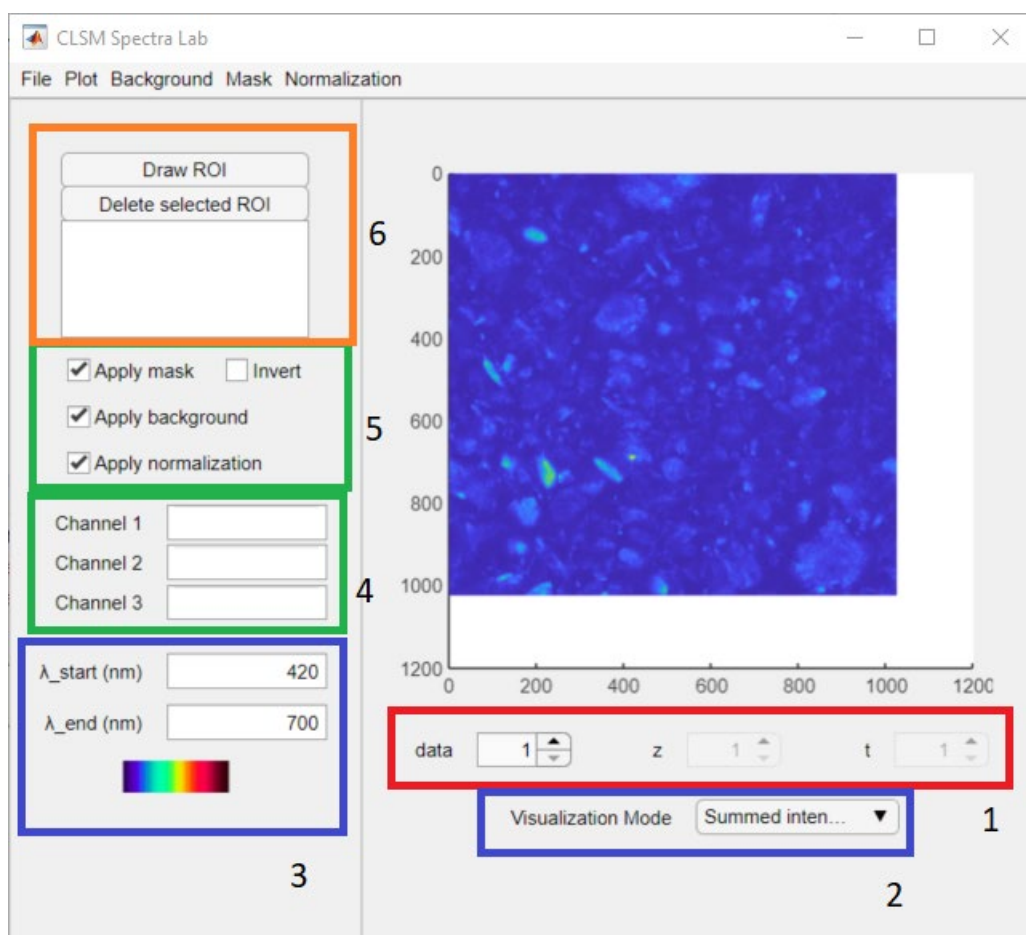 CLSM Spectra Lab
File Plot Background Mask Normalization
Draw ROI
Delete selected ROI
6
Apply mask Invert
Apply background
Apply normalization
5
Channel 1
Channel 2
Channel 3
4
λ_start (nm) 420
λ_end (nm) 700
3
0
200
400
600
800
1000
1200
0 200 400 600 800 1000 1200
data 1 z 1 t 1
1
Visualization Mode Summed inten...
2